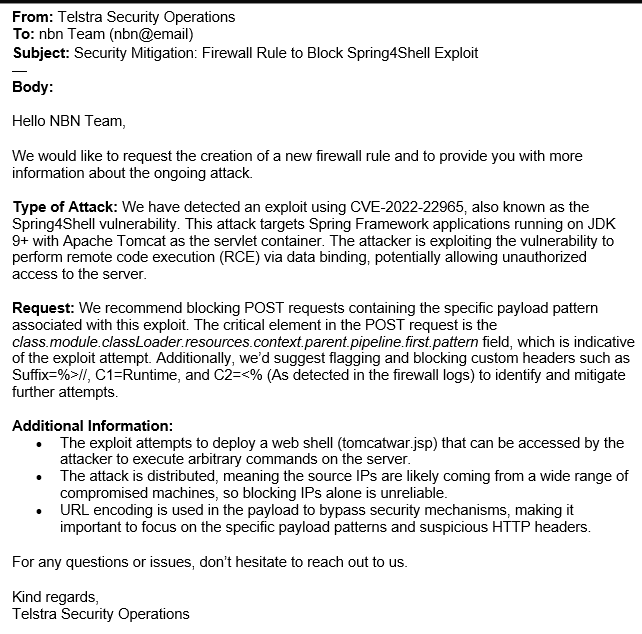 From: Telstra Security Operations
To: nbn Team (nbn@email)
Subject: Security Mitigation: Firewall Rule to Block Spring4Shell Exploit
—
Body:
Hello NBN Team,
We would like to request the creation of a new firewall rule and to provide you with more
information about the ongoing attack.
Type of Attack: We have detected an exploit using CVE-2022-22965, also known as the
Spring4Shell vulnerability. This attack targets Spring Framework applications running on JDK
9+ with Apache Tomcat as the servlet container. The attacker is exploiting the vulnerability to
perform remote code execution (RCE) via data binding, potentially allowing unauthorized
access to the server.
Request: We recommend blocking POST requests containing the specific payload pattern
associated with this exploit. The critical element in the POST request is the
class.module.classLoader.resources.context.parent.pipeline.first.pattern field, which is indicative
of the exploit attempt. Additionally, we’d suggest flagging and blocking custom headers such as
Suffix=%>//, C1=Runtime, and C2=<% (As detected in the firewall logs) to identify and mitigate
further attempts.
Additional Information:
• The exploit attempts to deploy a web shell (tomcatwar.jsp) that can be accessed by the
attacker to execute arbitrary commands on the server.
• The attack is distributed, meaning the source IPs are likely coming from a wide range of
compromised machines, so blocking IPs alone is unreliable.
• URL encoding is used in the payload to bypass security mechanisms, making it
important to focus on the specific payload patterns and suspicious HTTP headers.
For any questions or issues, don’t hesitate to reach out to us.
Kind regards,
Telstra Security Operations